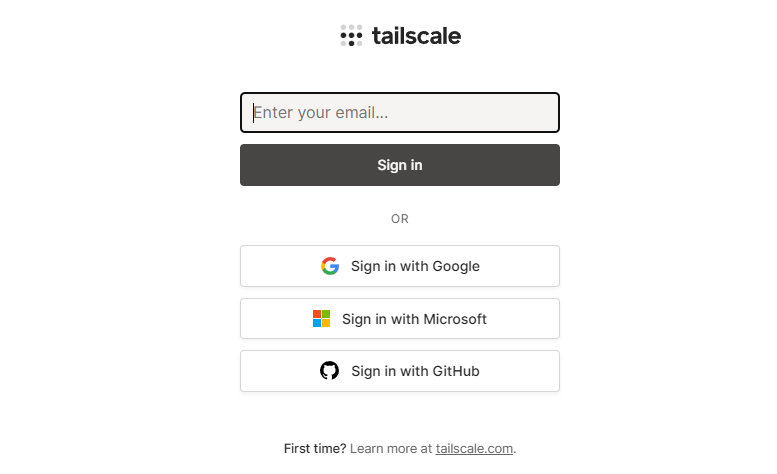 tailscale
Enter your email...
Sign in
OR
Sign in with Google
Sign in with Microsoft
Sign in with GitHub
First time? Learn more at tailscale.com.